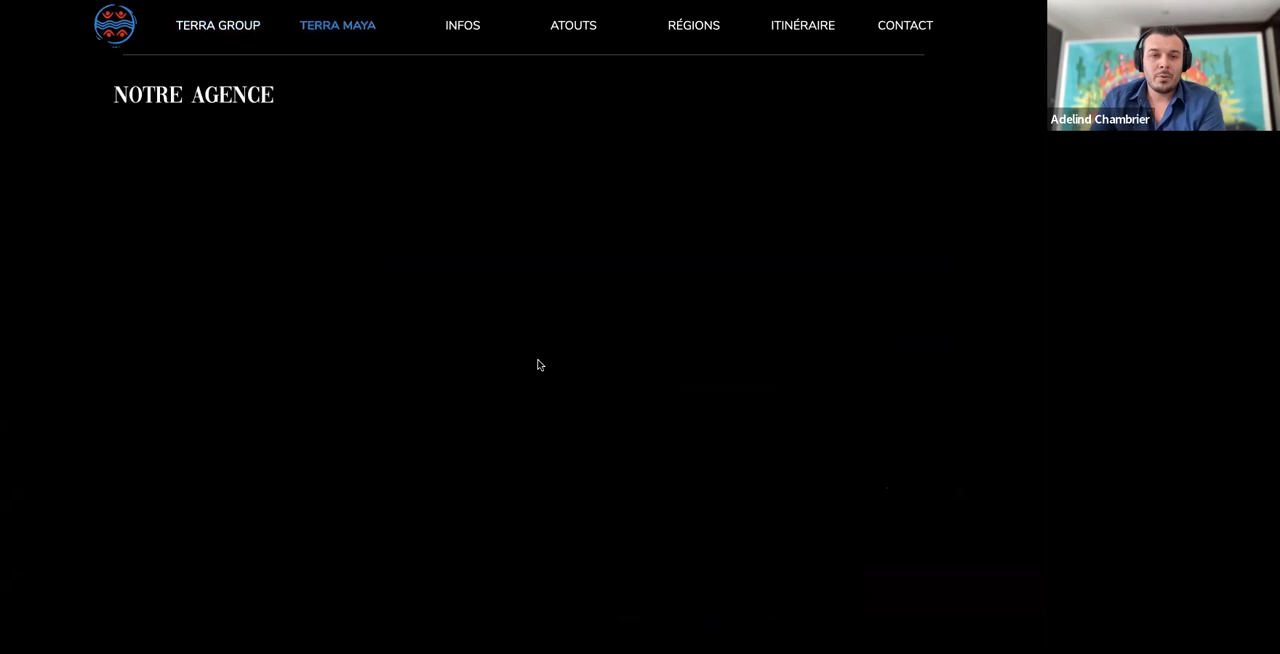 TERRA GROUP TERRA MAYA INFOS ATOUTS RÉGIONS ITINÉRAIRE CONTACT
NOTRE AGENCE
Adelind Chambrier